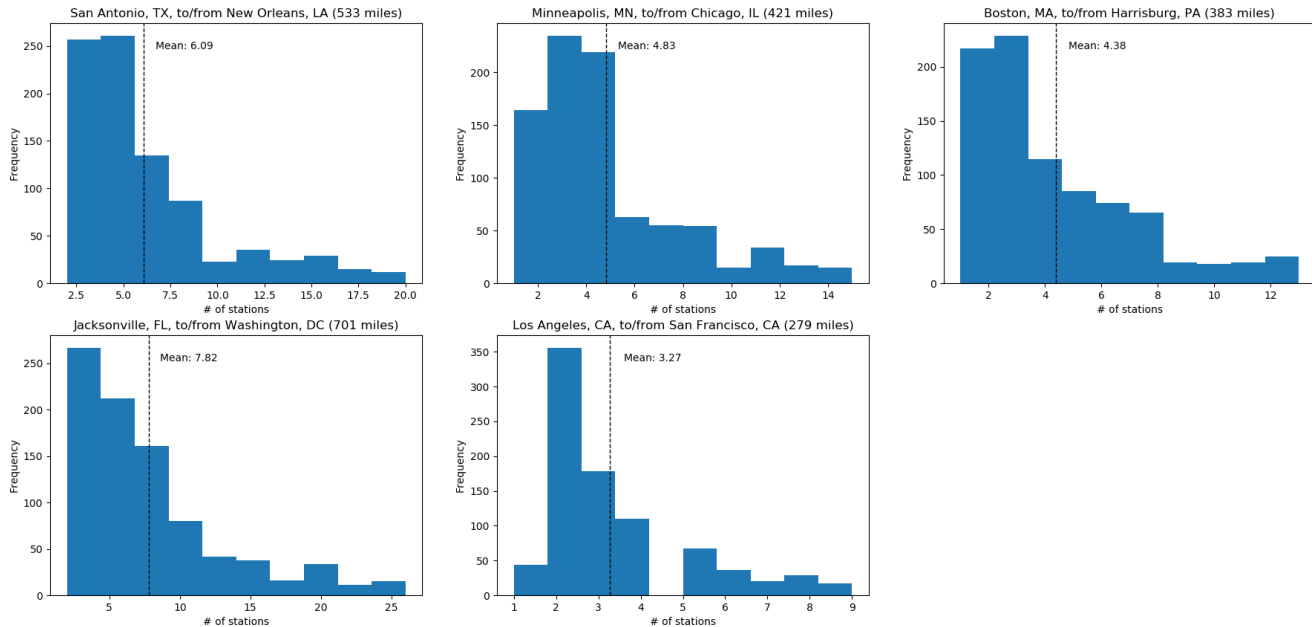 San Antonio, TX, to/from New Orleans, LA (533 miles)
Mean: 6.09
Frequency
250
200
150
100
50
0
2.5 5.0 7.5 10.0 12.5 15.0 17.5 20.0
# of stations
Minneapolis, MN, to/from Chicago, IL (421 miles)
Mean: 4.83
Frequency
200
150
100
50
0
2 4 6 8 10 12 14
# of stations
Boston, MA, to/from Harrisburg, PA (383 miles)
Mean: 4.38
Frequency
200
150
100
50
0
2 4 6 8 10 12
# of stations
Jacksonville, FL, to/from Washington, DC (701 miles)
Mean: 7.82
Frequency
250
200
150
100
50
0
5 10 15 20 25
# of stations
Los Angeles, CA, to/from San Francisco, CA (279 miles)
Mean: 3.27
Frequency
350
300
250
200
150
100
50
0
1 2 3 4 5 6 7 8 9
# of stations